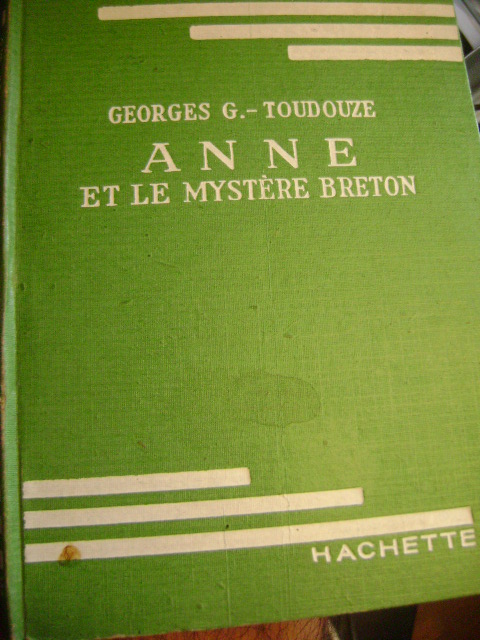 GEORGES G.-TOUDOUZE
ANNE
ET LE MYSTÈRE BRETON
HACHETTE